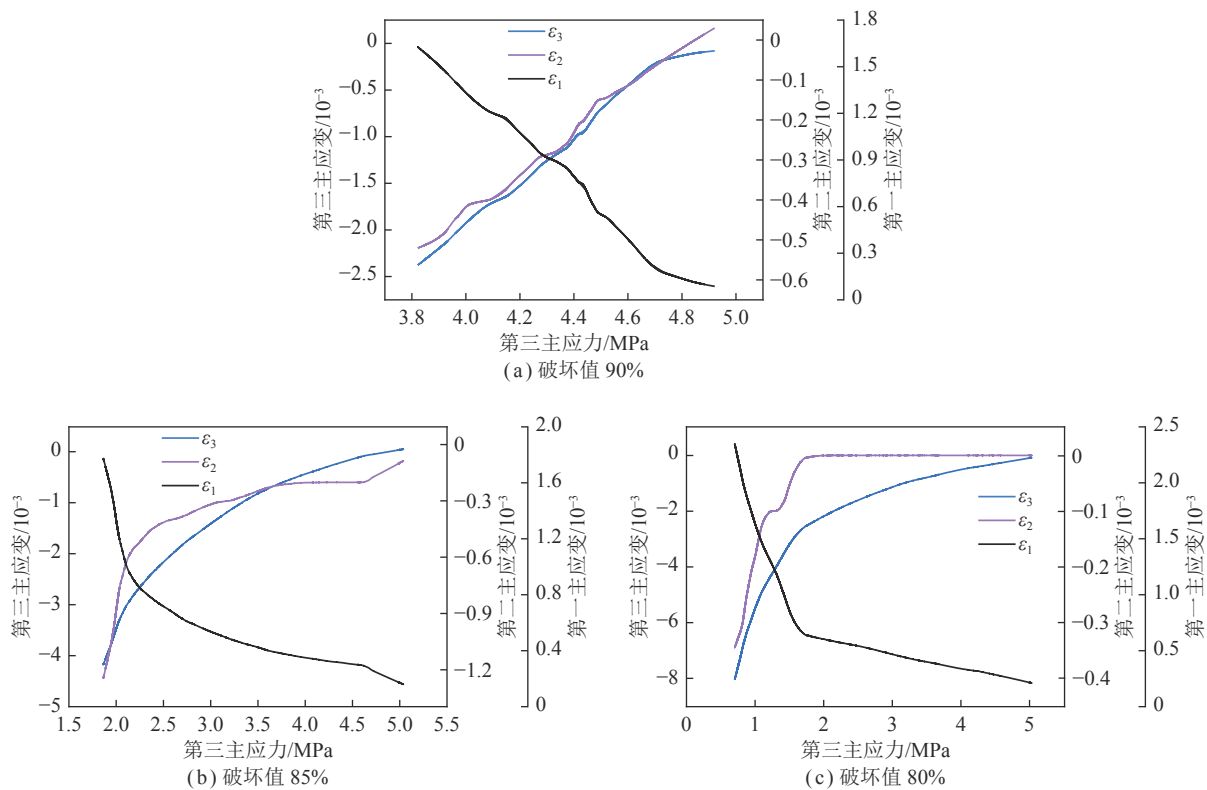 ε3
ε2
ε1
0
−0.5
−1.0
−1.5
−2.0
−2.5
第三主应变/10⁻³
0
−0.1
−0.2
−0.3
−0.4
−0.5
−0.6
第二主应变/10⁻³
1.8
1.5
1.2
0.9
0.6
0.3
0
第一主应变/10⁻³
3.8 4.0 4.2 4.4 4.6 4.8 5.0
第三主应力/MPa
(a) 破坏值 90%
ε3
ε2
ε1
0
−1
−2
−3
−4
−5
第三主应变/10⁻³
0
−0.3
−0.6
−0.9
−1.2
第二主应变/10⁻³
2.0
1.6
1.2
0.8
0.4
0
第一主应变/10⁻³
1.5 2.0 2.5 3.0 3.5 4.0 4.5 5.0 5.5
第三主应力/MPa
(b) 破坏值 85%
ε3
ε2
ε1
0
−2
−4
−6
−8
第三主应变/10⁻³
0
−0.1
−0.2
−0.3
−0.4
第二主应变/10⁻³
2.5
2.0
1.5
1.0
0.5
0
第一主应变/10⁻³
0 1 2 3 4 5
第三主应力/MPa
(c) 破坏值 80%